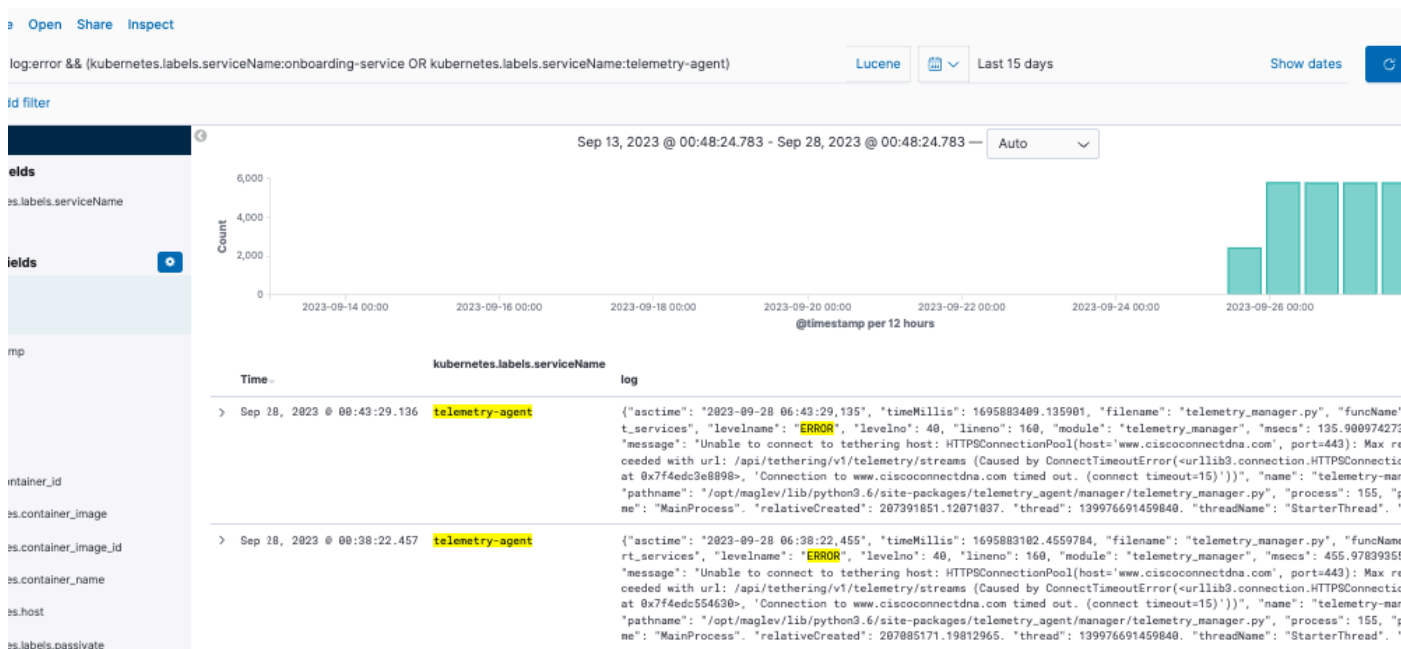 Open Share Inspect
log:error && (kubernetes.labels.serviceName:onboarding-service OR kubernetes.labels.serviceName:telemetry-agent) Lucene Last 15 days Show dates
dd filter
Sep 13, 2023 @ 00:48:24.783 - Sep 28, 2023 @ 00:48:24.783 — Auto
elds
es.labels.serviceName
ields
mp
ntainer_id
es.container_image
es.container_image_id
es.container_name
es.host
es.labels.passivate
Count
6,000
4,000
2,000
0
2023-09-14 00:00 2023-09-16 00:00 2023-09-18 00:00 2023-09-20 00:00 2023-09-22 00:00 2023-09-24 00:00 2023-09-26 00:00
@timestamp per 12 hours
Time kubernetes.labels.serviceName log
Sep 28, 2023 @ 00:43:29.136 telemetry-agent {"asctime": "2023-09-28 06:43:29,135", "timeMillis": 1695883409.135901, "filename": "telemetry_manager.py", "funcName"
t_services", "levelname": "ERROR", "levelno": 40, "lineno": 160, "module": "telemetry_manager", "msecs": 135.900974273
"message": "Unable to connect to tethering host: HTTPSConnectionPool(host='www.ciscoconnectdna.com', port=443): Max re
ceeded with url: /api/tethering/v1/telemetry/streams (Caused by ConnectTimeoutError(<urllib3.connection.HTTPSConnectio
at 0x7f4edc3e8898>, 'Connection to www.ciscoconnectdna.com timed out. (connect timeout=15)'))", "name": "telemetry-man
"pathname": "/opt/maglev/lib/python3.6/site-packages/telemetry_agent/manager/telemetry_manager.py", "process": 155, "p
me": "MainProcess". "relativeCreated": 207391851.12071037. "thread": 139976691459840. "threadName": "StarterThread". "
Sep 28, 2023 @ 00:38:22.457 telemetry-agent {"asctime": "2023-09-28 06:38:22,455", "timeMillis": 1695883102.4559784, "filename": "telemetry_manager.py", "funcName
rt_services", "levelname": "ERROR", "levelno": 40, "lineno": 160, "module": "telemetry_manager", "msecs": 455.97839355
"message": "Unable to connect to tethering host: HTTPSConnectionPool(host='www.ciscoconnectdna.com', port=443): Max re
ceeded with url: /api/tethering/v1/telemetry/streams (Caused by ConnectTimeoutError(<urllib3.connection.HTTPSConnectio
at 0x7f4edc554630>, 'Connection to www.ciscoconnectdna.com timed out. (connect timeout=15)'))", "name": "telemetry-man
"pathname": "/opt/maglev/lib/python3.6/site-packages/telemetry_agent/manager/telemetry_manager.py", "process": 155, "p
me": "MainProcess". "relativeCreated": 207085171.19812965. "thread": 139976691459840. "threadName": "StarterThread". "